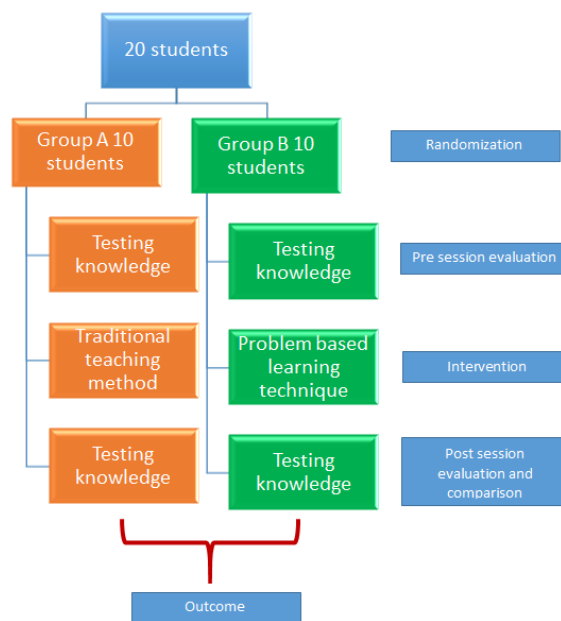 20 students
Group A 10
students
Group B 10
students
Randomization
Testing
knowledge
Testing
knowledge
Pre session evaluation
Traditional
teaching
method
Problem based
learning
technique
Intervention
Testing
knowledge
Testing
knowledge
Post session
evaluation and
comparison
Outcome